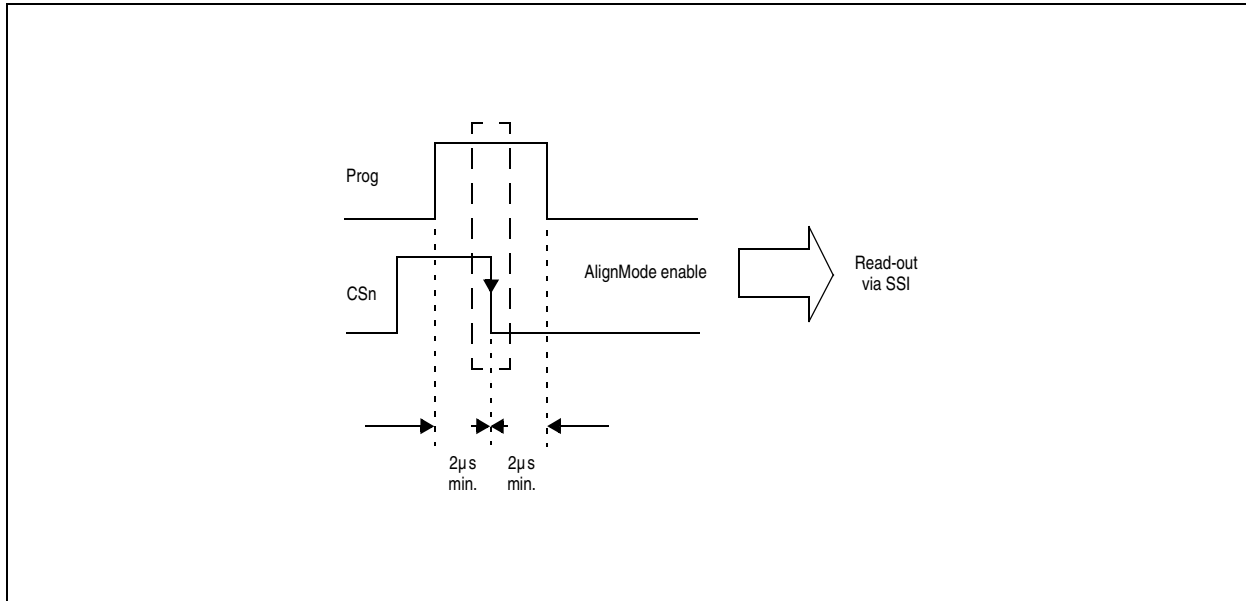 Prog
CSn
AlignMode enable
Read-out
via SSI
2µs
min.
2µs
min.